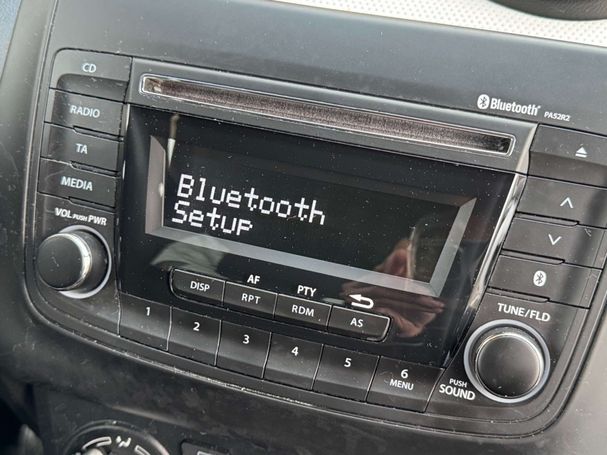 CD
Bluetooth®
PA52R2
RADIO
TA
MEDIA
VOL PUSH PWR
Bluetooth
Setup
AF
PTY
DISP
RPT
RDM
AS
TUNE/FLD
1
2
3
4
5
6
MENU
PUSH
SOUND